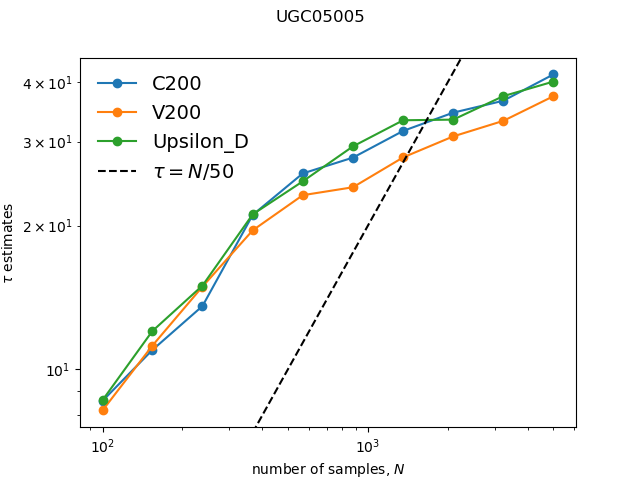 UGC05005
C200
V200
Upsilon_D
τ = N/50
4 × 10¹
3 × 10¹
2 × 10¹
10¹
τ estimates
10² 10³
number of samples, N